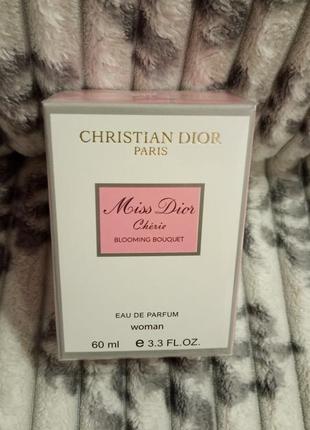 CHRISTIAN DIOR
PARIS
Miss Dior
Chérie
BLOOMING BOUQUET
EAU DE PARFUM
woman
60 ml e 3.3 FL.OZ.